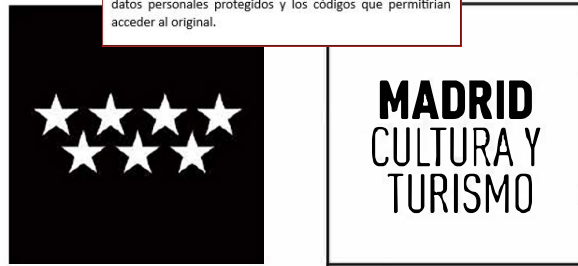 datos personales protegidos y los códigos que permitirían
acceder al original.
MADRID
CULTURA Y
TURISMO